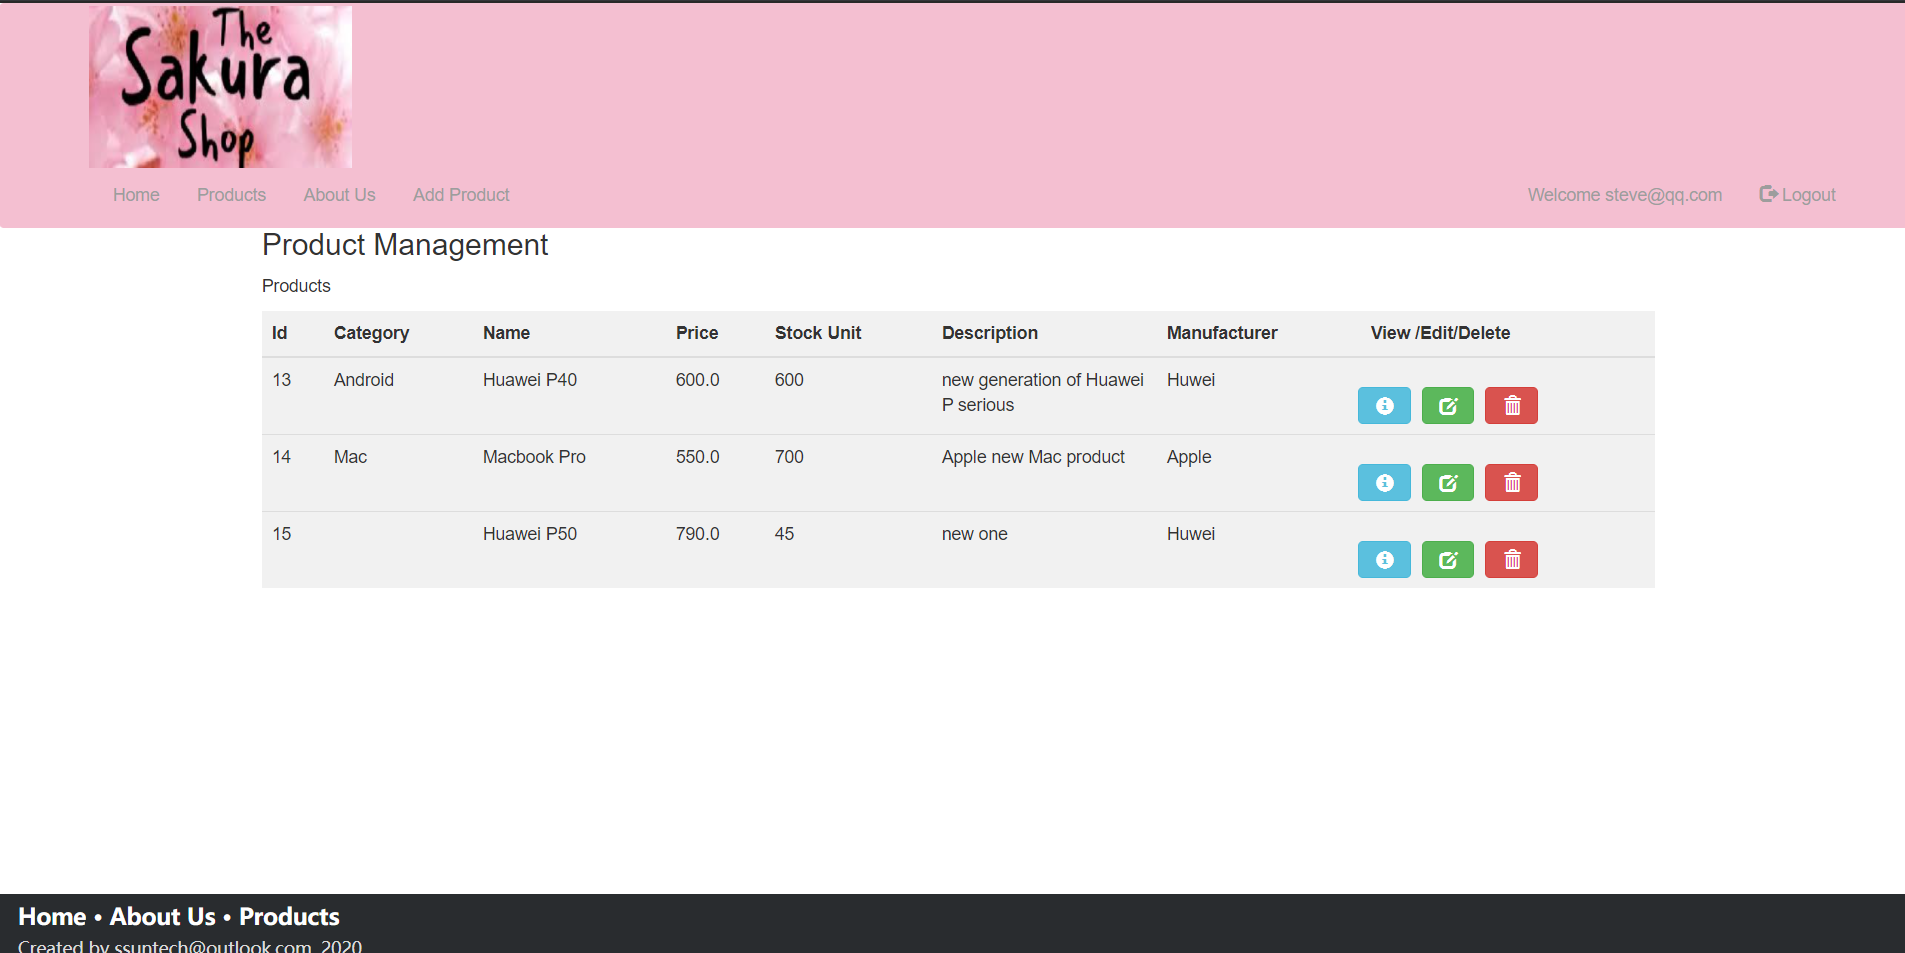 The
Sakura
Shop
Home Products About Us Add Product Welcome steve@qq.com Logout
Product Management
Products
Id Category Name Price Stock Unit Description Manufacturer View /Edit/Delete
13 Android Huawei P40 600.0 600 new generation of Huawei Huwei
P serious
14 Mac Macbook Pro 550.0 700 Apple new Mac product Apple
15 Huawei P50 790.0 45 new one Huwei
Home • About Us • Products
Created by ssuntech@outlook.com, 2020